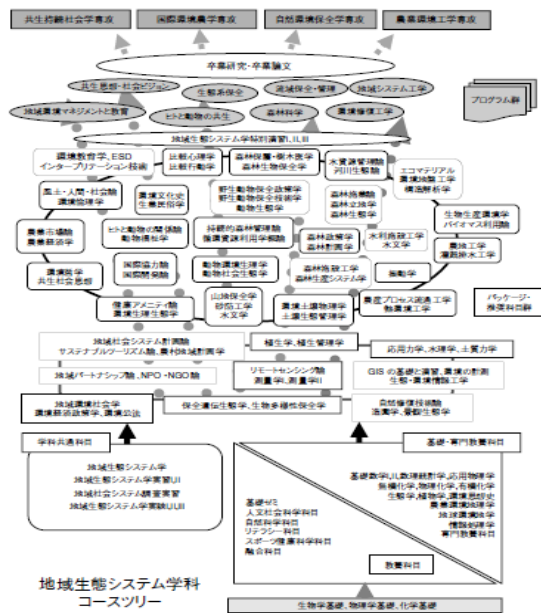 共生持続社会学専攻
国際環境農学専攻
自然環境保全学専攻
農業環境工学専攻
卒業研究・卒業論文
共生思想・社会ビジョン
生態系保全
流域保全・管理
地域システム工学
地域環境マネジメントと教育
ヒトと動物の共生
森林科学
環境修復工学
プログラム群
地域生態システム学特別演習I, II, III
環境教育学、ESD
インタープリテーション技術
比較心理学
比較行動学
森林保護・樹木医学
森林生物保全学
水資源管理論
河川生態論
エコマテリアル
環境地盤工学
構造解析学
風土・人間・社会論
環境倫理学
環境文化史
生業民俗学
野生動物保全政策学
野生動物保全技術学
動物生態学
森林施業論
森林立地学
森林生態学
生物生産環境学
バイオマス利用論
農業市場論
農業経済学
ヒトと動物の関係論
動物福祉学
持続的森林管理論
循環資源利用学概論
森林政策学
森林計画学
水利施設工学
水文学
農地工学
灌漑排水工学
環境哲学
共生社会思想
国際協力論
国際開発論
動物環境生理学
動物社会生態学
森林施設工学
森林生産システム学
振動学
健康アメニティ論
環境生理生態学
山地保全学
砂防工学
水文学
環境土壌物理学
土壌生態管理学
農産プロセス流通工学
熱環境工学
パッケージ・
推奨科目群
地域社会システム計画論
サステナブルツーリズム論、農村地域計画学
植生学、植生管理学
応用力学、水理学、土質力学
地域パートナシップ論、NPO・NGO論
リモートセンシング論
測量学I、測量学II
GISの基礎と演習、環境の計測
生態・環境情報工学
地域環境社会学
環境経済政策学、環境公法
保全遺伝生態学、生物多様性保全学
自然修復技術論
造園学、景観生態学
学科共通科目
基礎・専門教養科目
地域生態システム学
地域生態システム学実習I,II
地域社会システム調査実習
地域生態システム学実験I,II,III
基礎数学I,II,数理統計学、応用物理学
無機化学,物理化学,有機化学
生態学、植物学、環境思想史
農業環境地理学
地球環境地学
情報処理学
専門教養科目
基礎ゼミ
人文社会科学科目
自然科学科目
リテラシー科目
スポーツ健康科学科目
融合科目
教養科目
地域生態システム学科
コースツリー
生物学基礎、物理学基礎、化学基礎